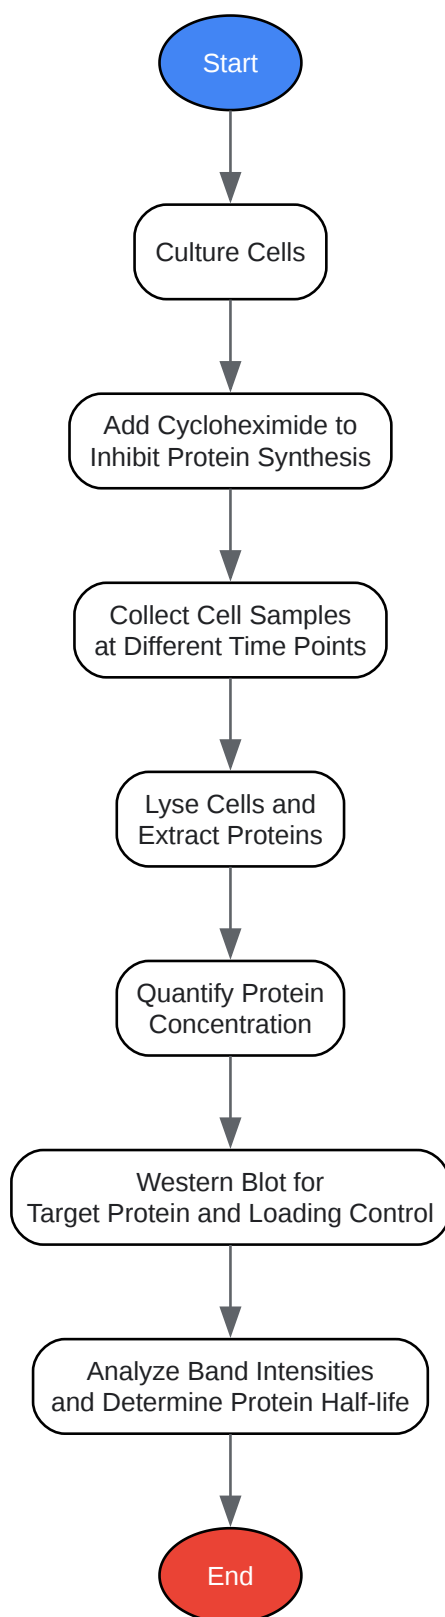 Start
Culture Cells
Add Cycloheximide to
Inhibit Protein Synthesis
Collect Cell Samples
at Different Time Points
Lyse Cells and
Extract Proteins
Quantify Protein
Concentration
Western Blot for
Target Protein and Loading Control
Analyze Band Intensities
and Determine Protein Half-life
End